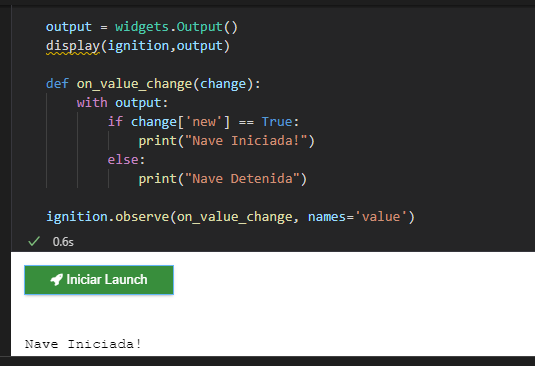 output = widgets.Output()
display(ignition,output)
def on_value_change(change):
with output:
if change['new'] == True:
print("Nave Iniciada!")
else:
print("Nave Detenida")
ignition.observe(on_value_change, names='value')
0.6s
Iniciar Launch
Nave Iniciada!